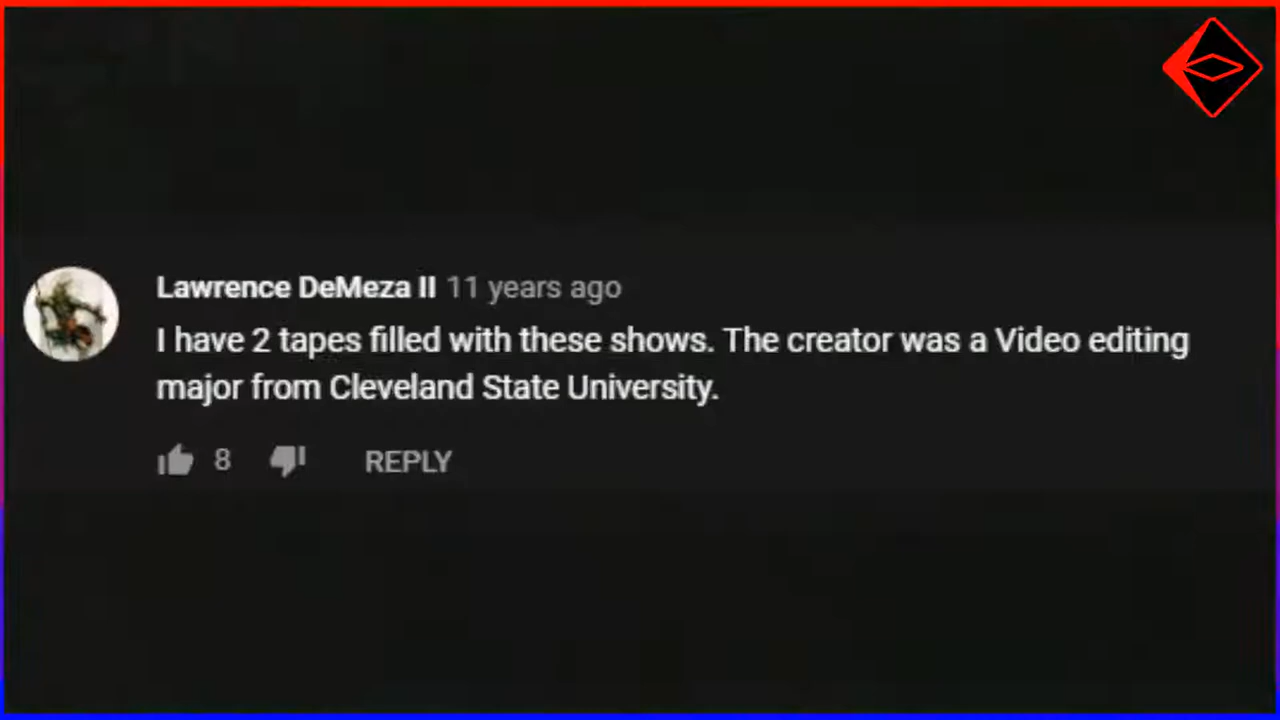 Lawrence DeMeza II 11 years ago
I have 2 tapes filled with these shows. The creator was a Video editing
major from Cleveland State University.
8 REPLY